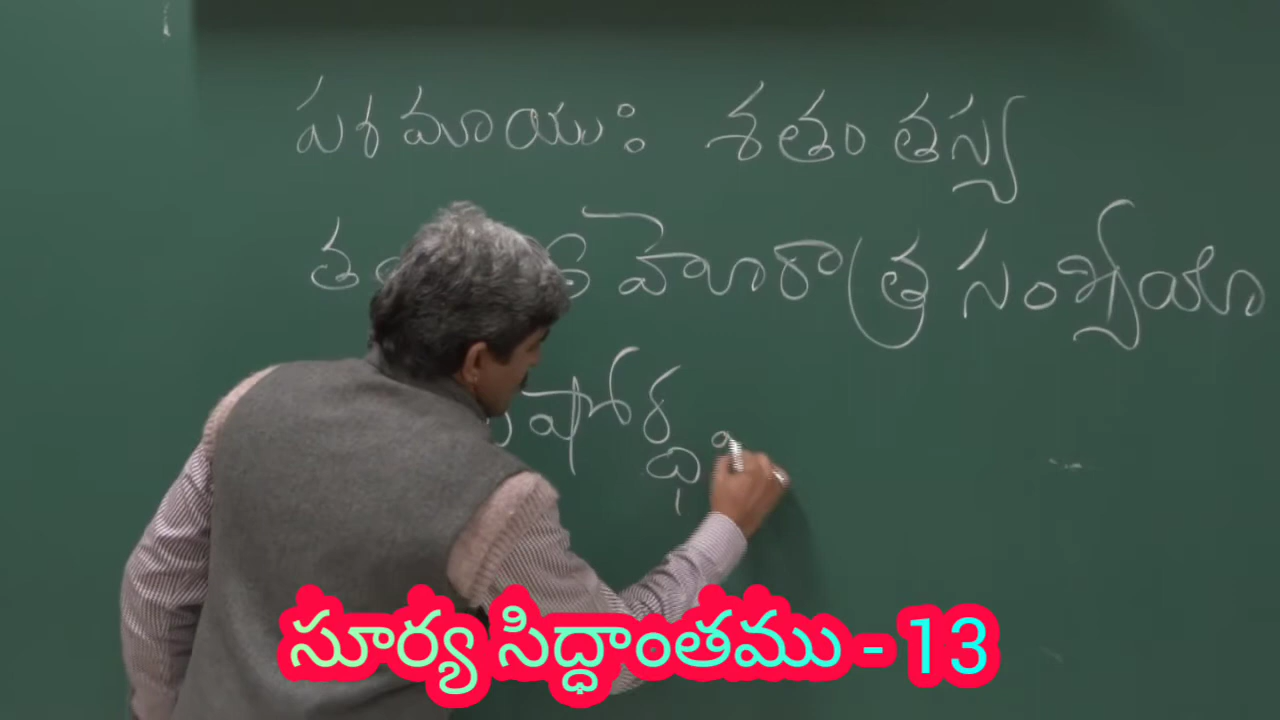 పరమాయుః శతం తస్య
హోరాత్ర సంఖ్యయా
సూర్య సిద్ధాంతము - 13